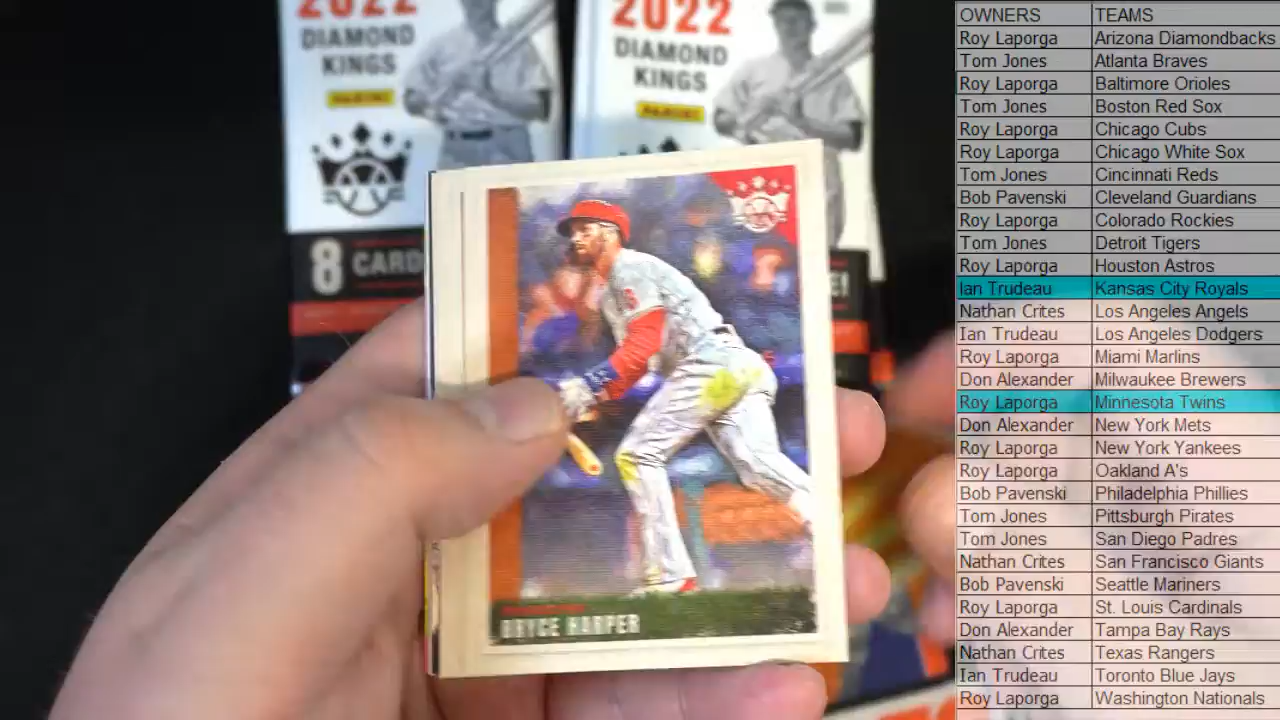 2022
DIAMOND
KINGS
PANINI
8 CARD
2022
DIAMOND
KINGS
PANINI
BRYCE HARPER
OWNERS TEAMS
Roy Laporga Arizona Diamondbacks
Tom Jones Atlanta Braves
Roy Laporga Baltimore Orioles
Tom Jones Boston Red Sox
Roy Laporga Chicago Cubs
Roy Laporga Chicago White Sox
Tom Jones Cincinnati Reds
Bob Pavenski Cleveland Guardians
Roy Laporga Colorado Rockies
Tom Jones Detroit Tigers
Roy Laporga Houston Astros
Ian Trudeau Kansas City Royals
Nathan Crites Los Angeles Angels
Ian Trudeau Los Angeles Dodgers
Roy Laporga Miami Marlins
Don Alexander Milwaukee Brewers
Roy Laporga Minnesota Twins
Don Alexander New York Mets
Roy Laporga New York Yankees
Roy Laporga Oakland A's
Bob Pavenski Philadelphia Phillies
Tom Jones Pittsburgh Pirates
Tom Jones San Diego Padres
Nathan Crites San Francisco Giants
Bob Pavenski Seattle Mariners
Roy Laporga St. Louis Cardinals
Don Alexander Tampa Bay Rays
Nathan Crites Texas Rangers
Ian Trudeau Toronto Blue Jays
Roy Laporga Washington Nationals